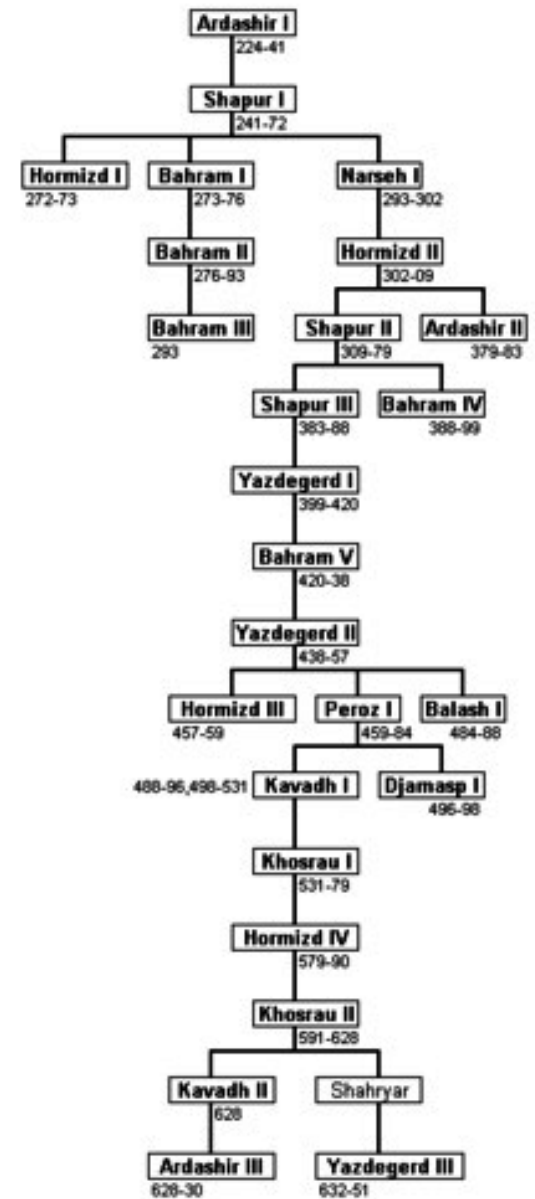 Ardashir I
224-41
Shapur I
241-72
Hormizd I
Bahram I
Narseh I
272-73
273-76
293-302
Bahram II
Hormizd II
276-93
302-09
Bahram III
Shapur II
Ardashir II
293
309-79
379-83
Shapur III
Bahram IV
383-88
388-99
Yazdegerd I
399-420
Bahram V
420-38
Yazdegerd II
438-57
Hormizd III
Peroz I
Balash I
457-59
459-84
484-88
488-96,498-531
Kavadh I
Djamasp I
496-98
Khosrau I
531-79
Hormizd IV
579-90
Khosrau II
591-628
Kavadh II
Shahryar
628
Ardashir III
Yazdegerd III
628-30
632-51